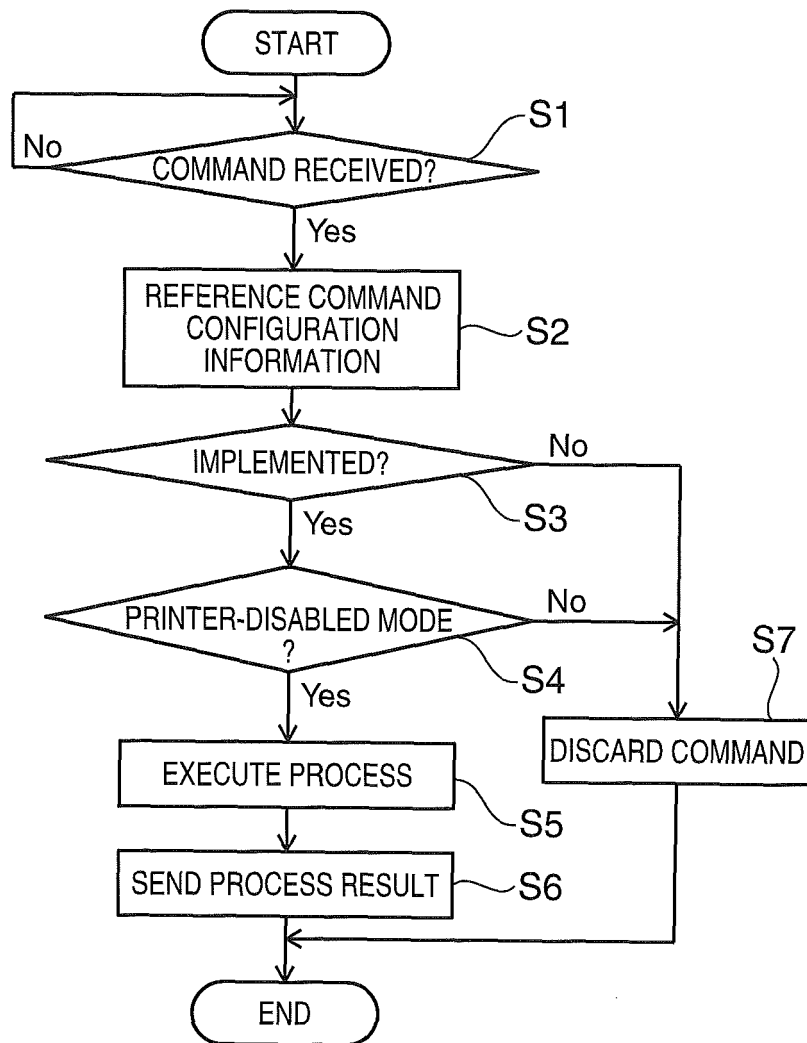 START
S1
No
COMMAND RECEIVED?
Yes
REFERENCE COMMAND
CONFIGURATION
INFORMATION
S2
IMPLEMENTED?
No
S3
Yes
PRINTER-DISABLED MODE
?
No
S4
S7
Yes
EXECUTE PROCESS
DISCARD COMMAND
S5
SEND PROCESS RESULT
S6
END